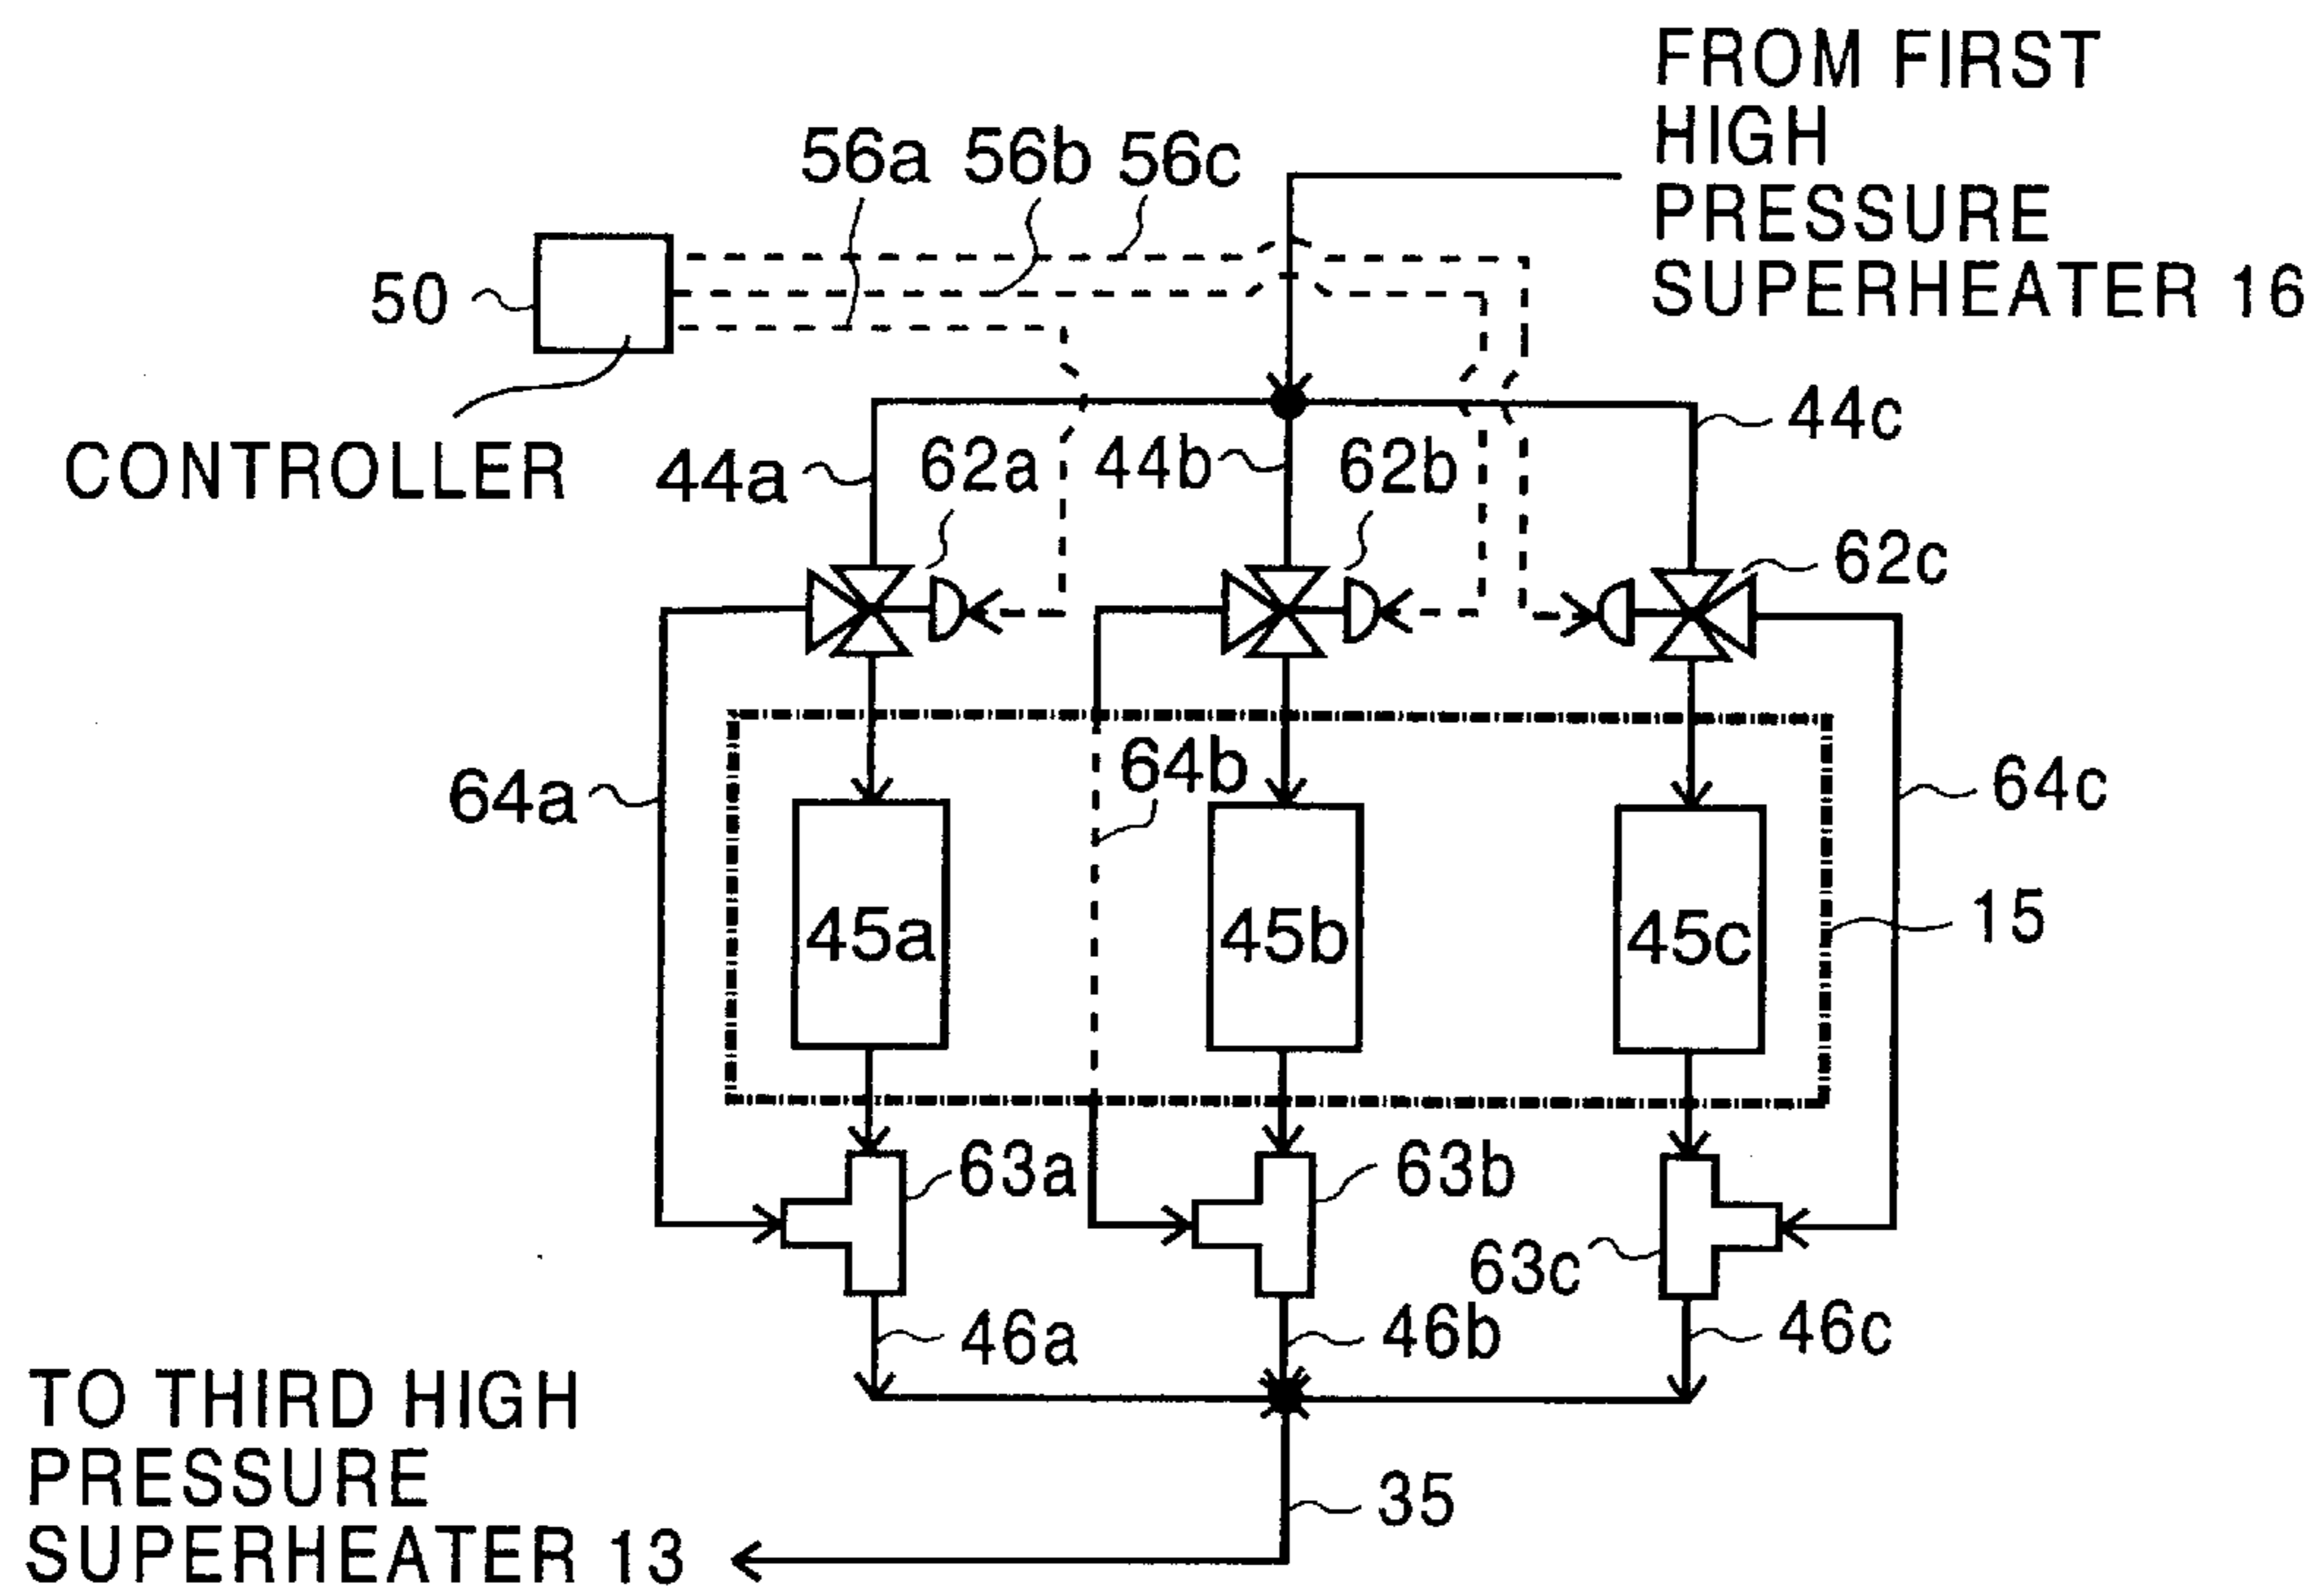 FROM FIRST
HIGH
PRESSURE
SUPERHEATER 16
56a 56b 56c
50
CONTROLLER
44a
62a
44b
62b
44c
62c
64a
64b
64c
45a
45b
45c
15
63a
63b
63c
46a
46b
46c
TO THIRD HIGH
PRESSURE
SUPERHEATER 13
35